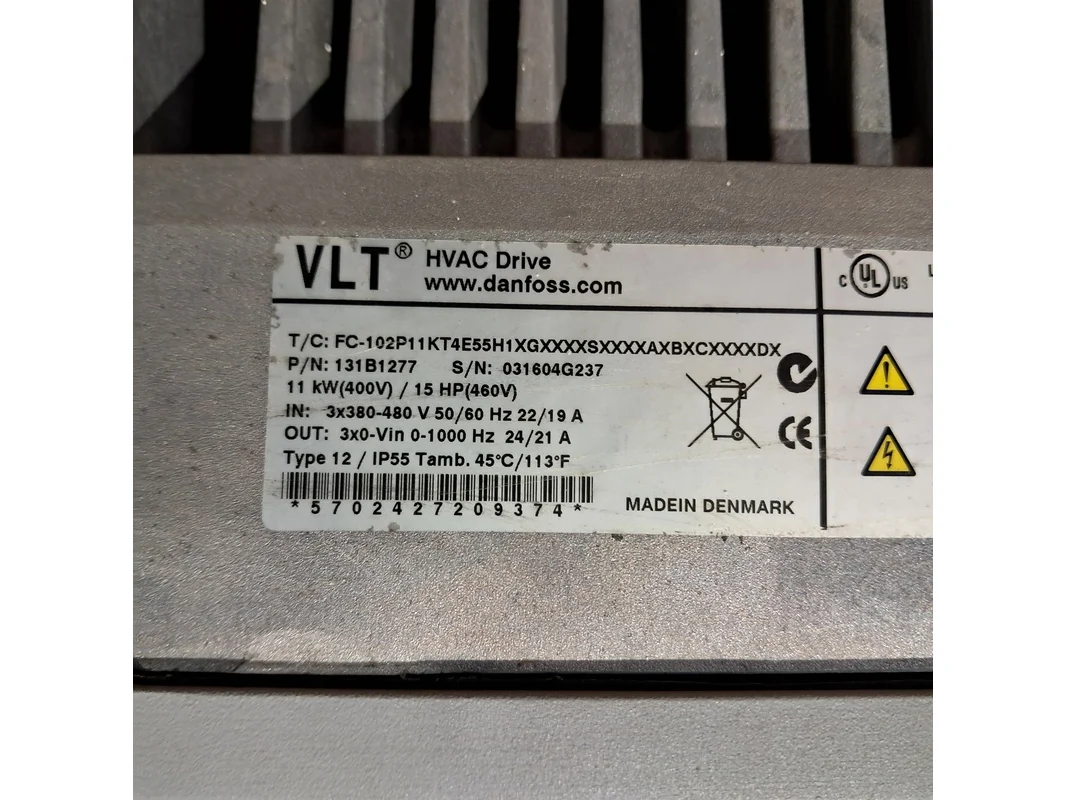 VLT® HVAC Drive
www.danfoss.com
C UL US
T/C: FC-102P11KT4E55H1XGXXXXSXXXXAXBXCXXXXDX
P/N: 131B1277 S/N: 031604G237
11 kW(400V) / 15 HP(460V)
IN: 3x380-480 V 50/60 Hz 22/19 A
OUT: 3x0-Vin 0-1000 Hz 24/21 A
CE
Type 12 / IP55 Tamb. 45°C/113°F
*5702427209374*
MADEIN DENMARK